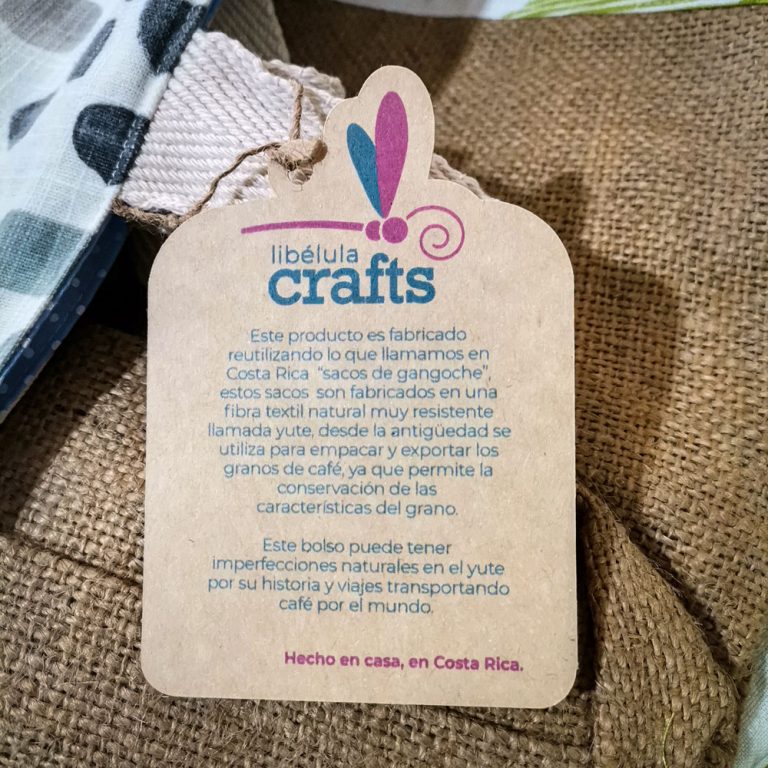 libélula
crafts
Este producto es fabricado
reutilizando lo que llamamos en
Costa Rica "sacos de gangoche",
estos sacos son fabricados en una
fibra textil natural muy resistente
llamada yute, desde la antigüedad se
utiliza para empacar y exportar los
granos de café, ya que permite la
conservación de las
características del grano.
Este bolso puede tener
imperfecciones naturales en el yute
por su historia y viajes transportando
café por el mundo.
Hecho en casa, en Costa Rica.